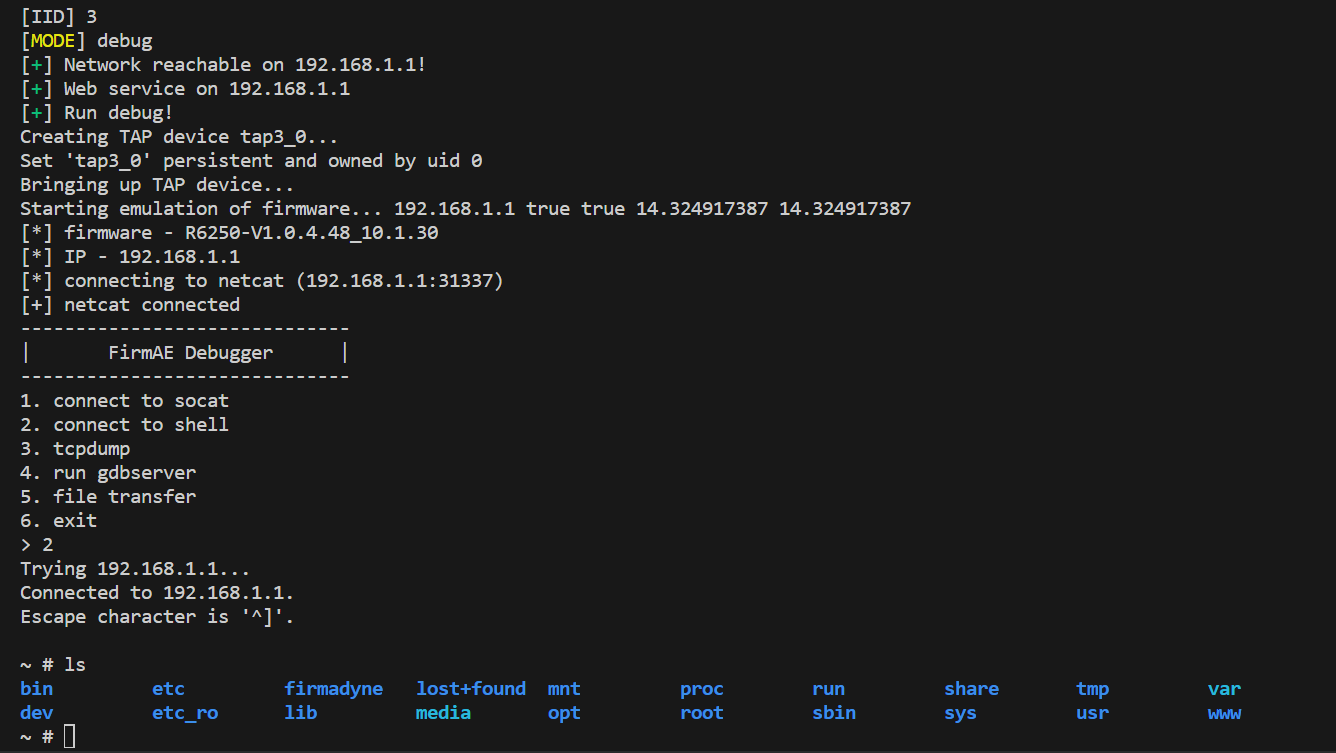 [IID] 3
[MODE] debug
[+] Network reachable on 192.168.1.1!
[+] Web service on 192.168.1.1
[+] Run debug!
Creating TAP device tap3_0...
Set 'tap3_0' persistent and owned by uid 0
Bringing up TAP device...
Starting emulation of firmware... 192.168.1.1 true true 14.324917387 14.324917387
[*] firmware - R6250-V1.0.4.48_10.1.30
[*] IP - 192.168.1.1
[*] connecting to netcat (192.168.1.1:31337)
[+] netcat connected
------------------------------
|       FirmAE Debugger      |
------------------------------
1. connect to socat
2. connect to shell
3. tcpdump
4. run gdbserver
5. file transfer
6. exit
> 2
Trying 192.168.1.1...
Connected to 192.168.1.1.
Escape character is '^]'.
~ # ls
bin         etc         firmadyne   lost+found  mnt         proc        run         share       tmp         var
dev         etc_ro      lib         media       opt         root        sbin        sys         usr         www
~ #